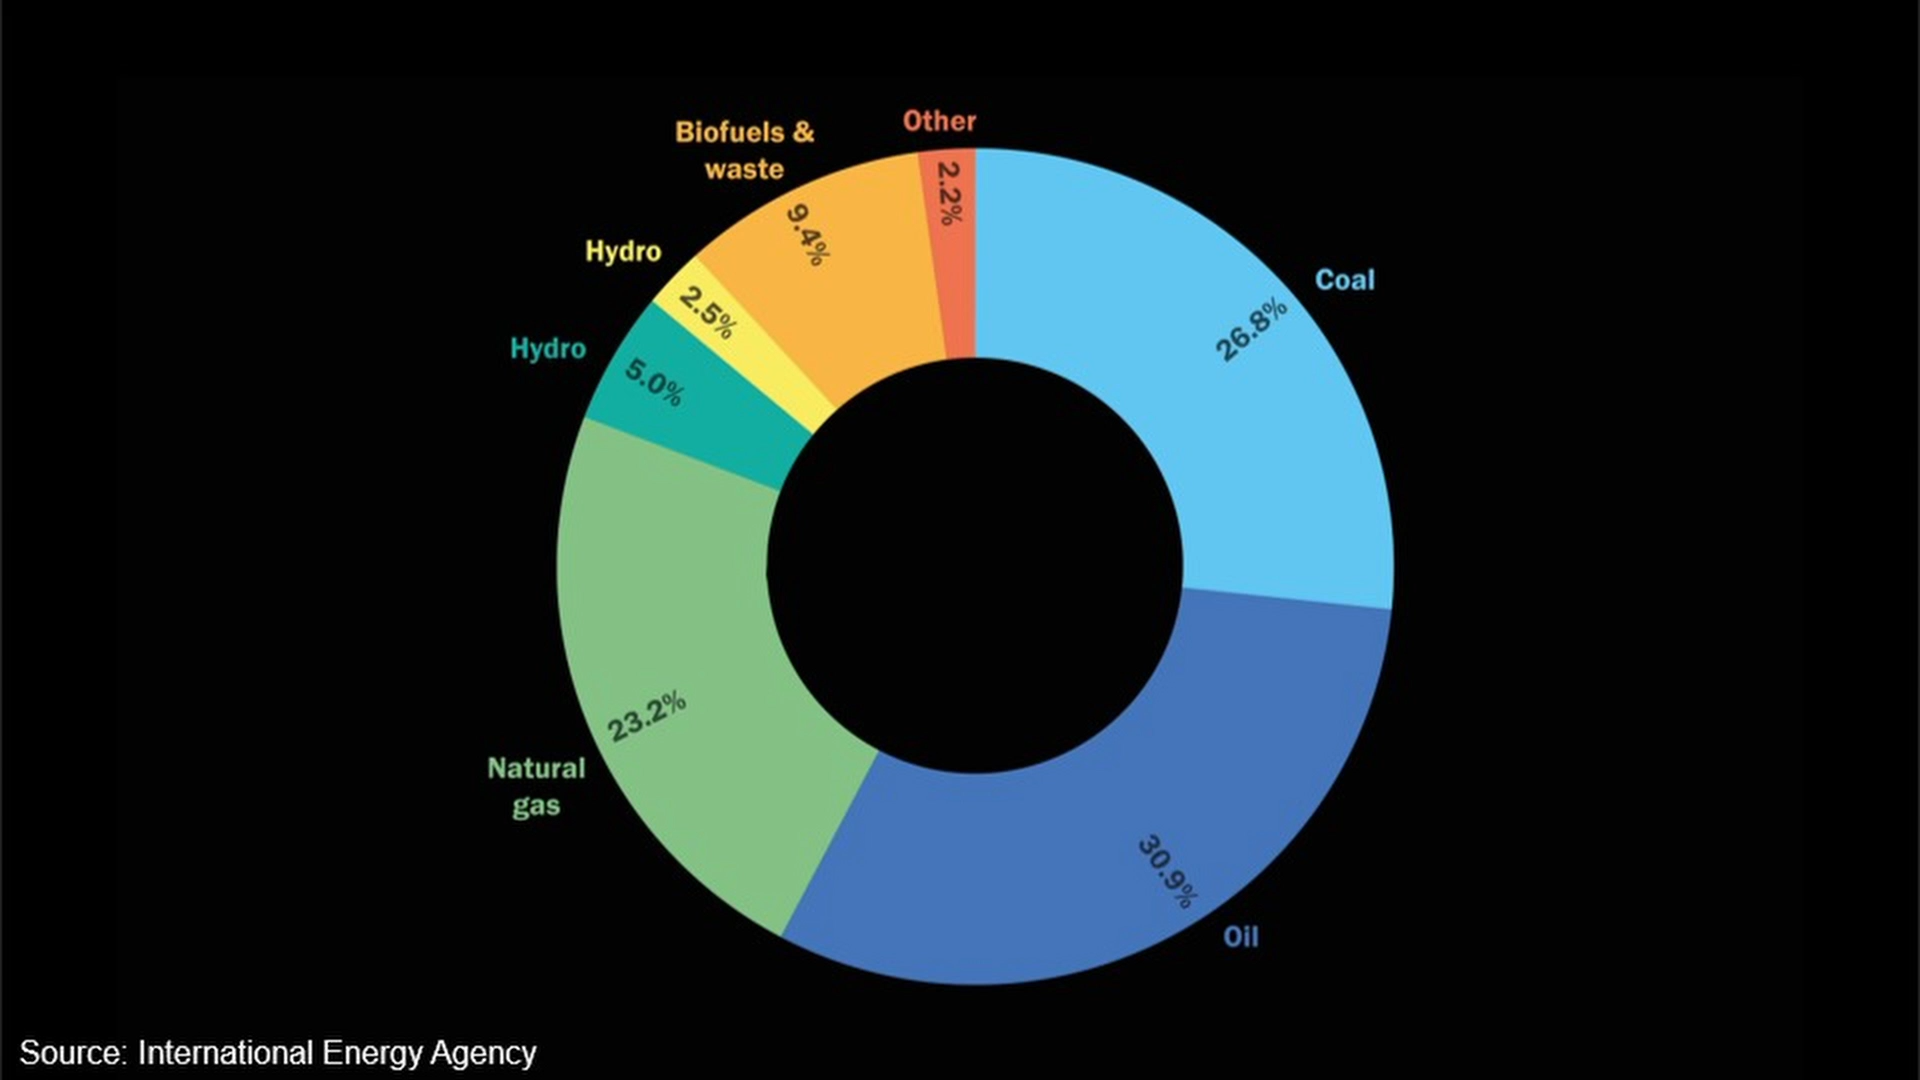 Other
2.2%
Biofuels &
waste
9.4%
Hydro
2.5%
Hydro
5.0%
Coal
26.8%
Natural
gas
23.2%
Oil
30.9%
Source: International Energy Agency